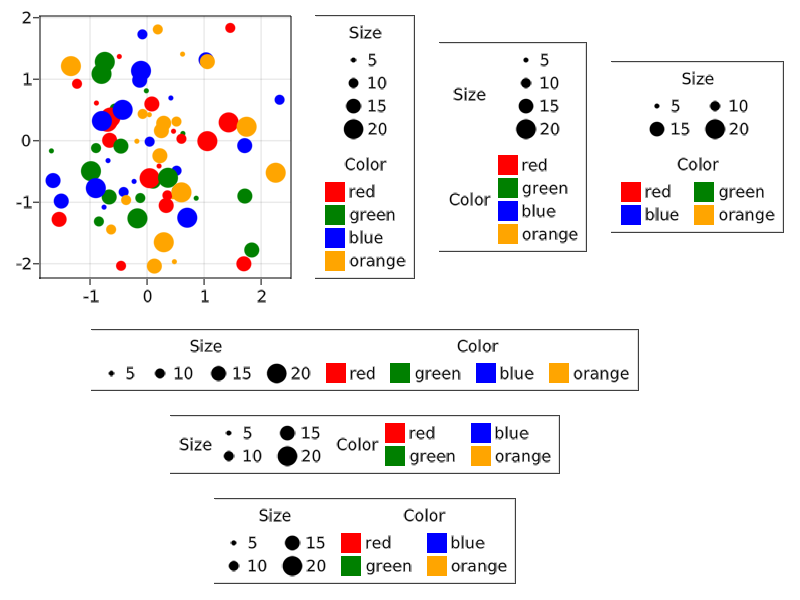 2
1
0
-1
-2
-1 0 1 2
Size
5
10
15
20
Color
red
green
blue
orange
Size
5
10
15
20
Color
red
green
blue
orange
Size
5 10
15 20
Color
red green
blue orange
Size Color
5 10 15 20 red green blue orange
Size 5 15 Color red blue
10 20 green orange
Size Color
5 15 red blue
10 20 green orange